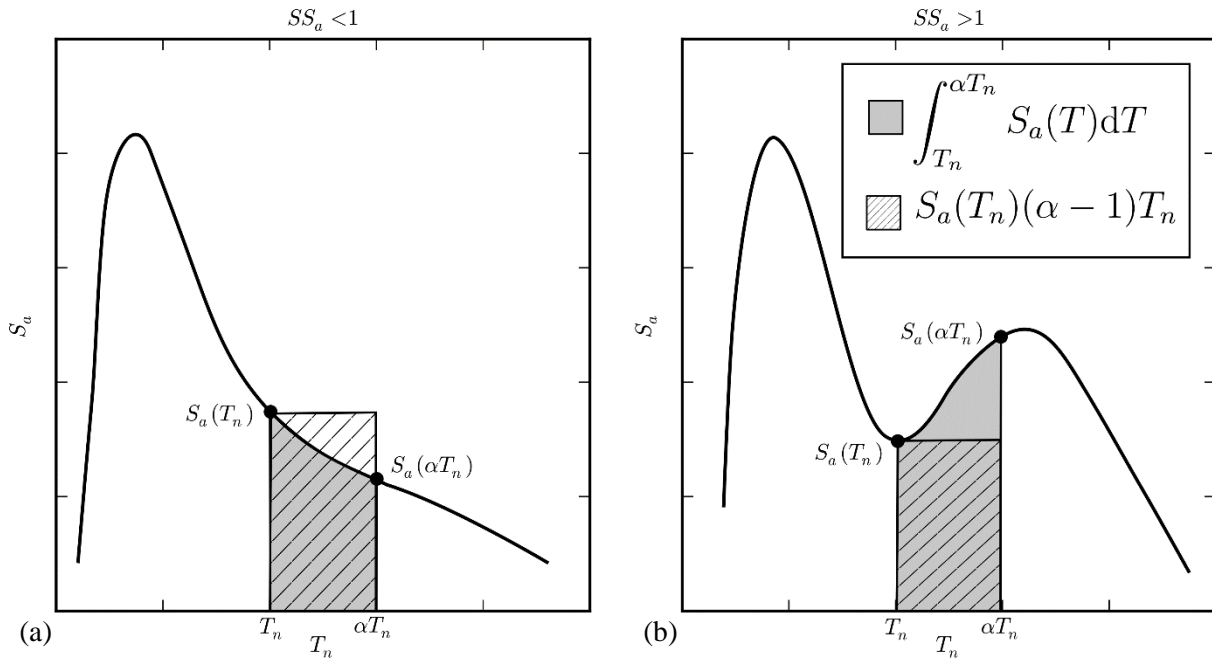 SS_a <1
S_a
S_a(T_n)
S_a(αT_n)
T_n
αT_n
T_n
(a)
SS_a >1
∫_{T_n}^{αT_n} S_a(T)dT
S_a(T_n)(α − 1)T_n
S_a
S_a(αT_n)
S_a(T_n)
T_n
αT_n
T_n
(b)